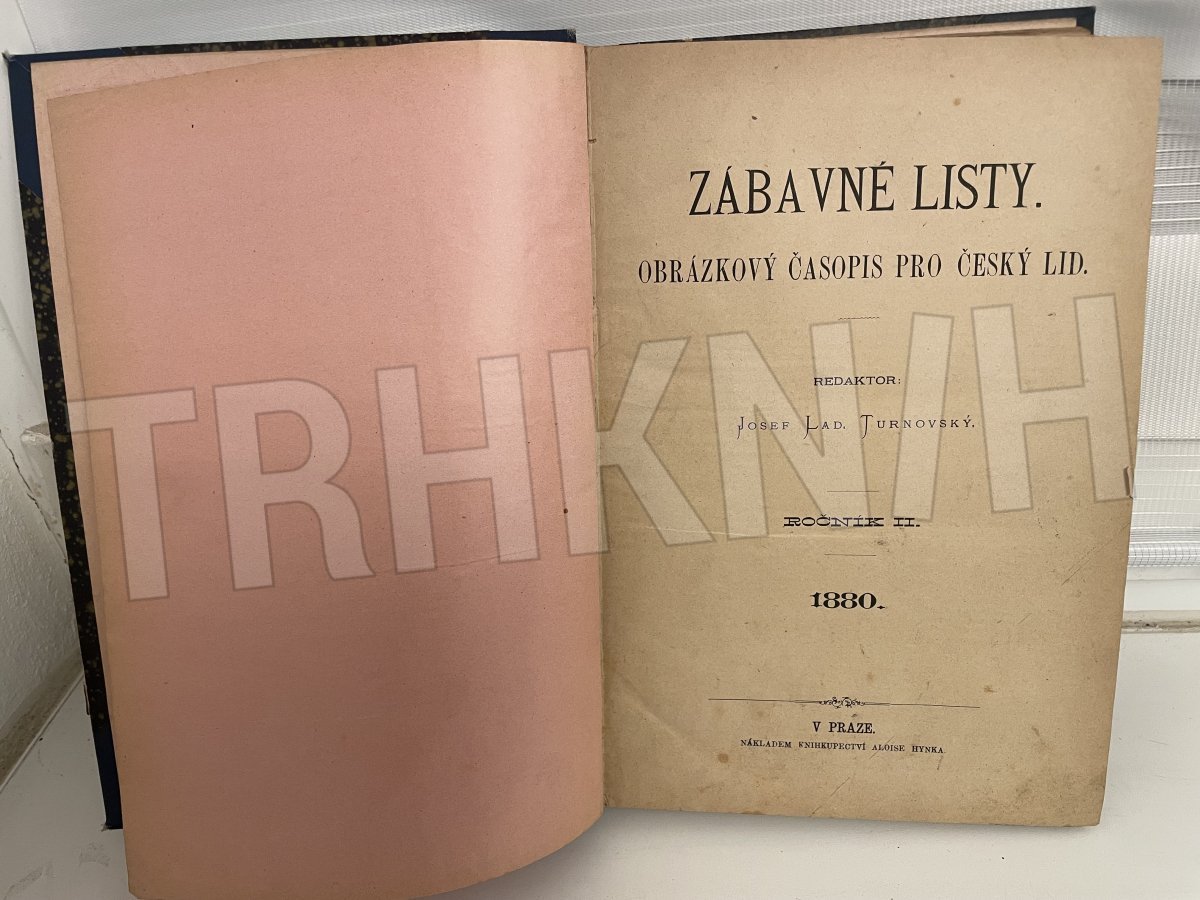 ZÁBAVNÉ LISTY.
OBRÁZKOVÝ ČASOPIS PRO ČESKÝ LID.
REDAKTOR:
JOSEF LAD. TURNOVSKÝ.
ROČNÍK II.
1880.
V PRAZE.
NÁKLADEM KNIHKUPECTVÍ ALOISE HYNKA.
TRHKNIH